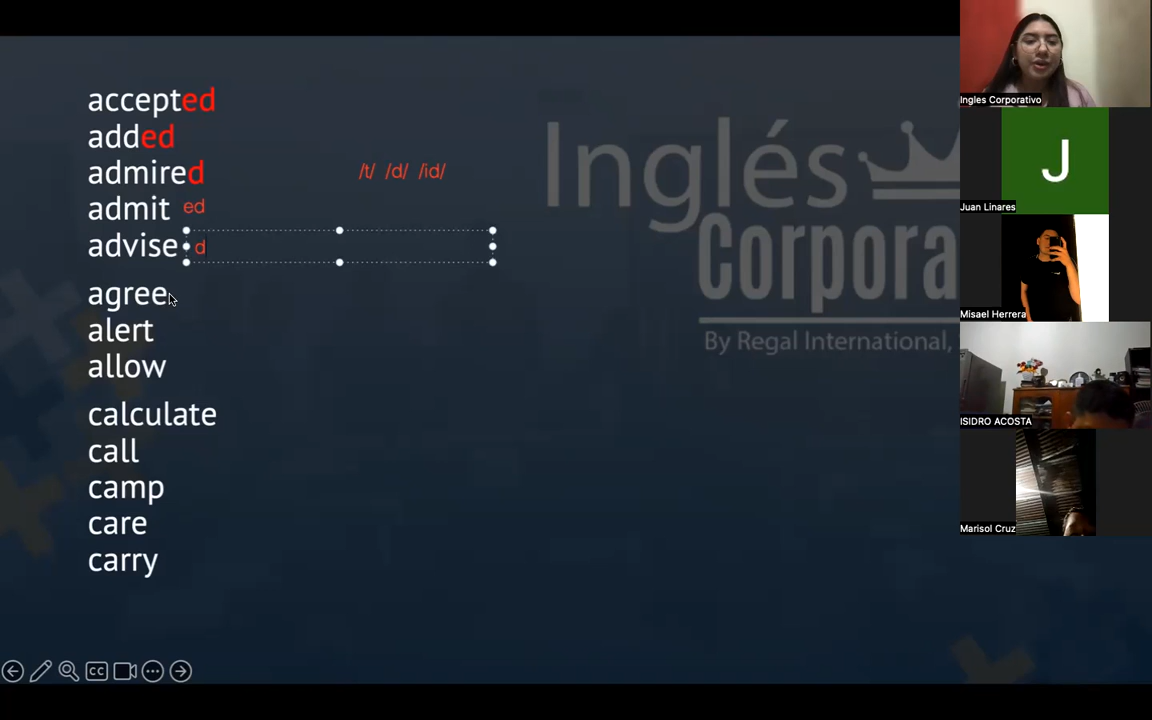 accepted
added
admired
/t/ /d/ /id/
admit ed
advise d
agree
alert
allow
calculate
call
camp
care
carry
Inglés
Corpora
By Regal International,
CC
Ingles Corporativo
J
Juan Linares
Misael Herrera
ISIDRO ACOSTA
Marisol Cruz